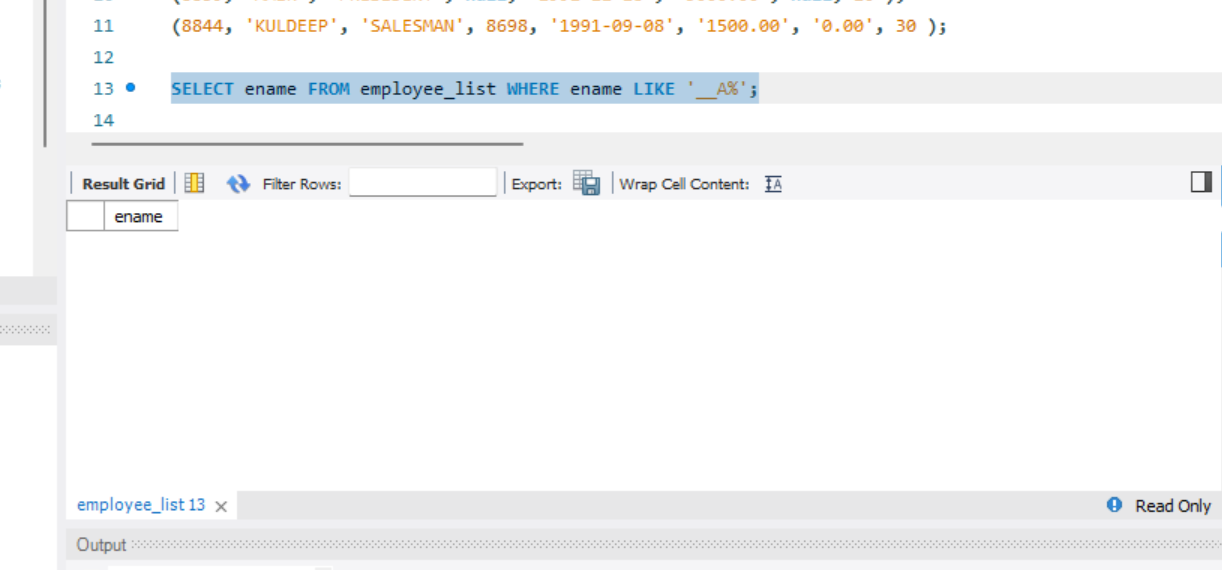 11 (8844, 'KULDEEP', 'SALESMAN', 8698, '1991-09-08', '1500.00', '0.00', 30 );
12
13 SELECT ename FROM employee_list WHERE ename LIKE '__A%';
14
Result Grid Filter Rows: Export: Wrap Cell Content: IA
ename
employee_list 13 ×
Read Only
Output